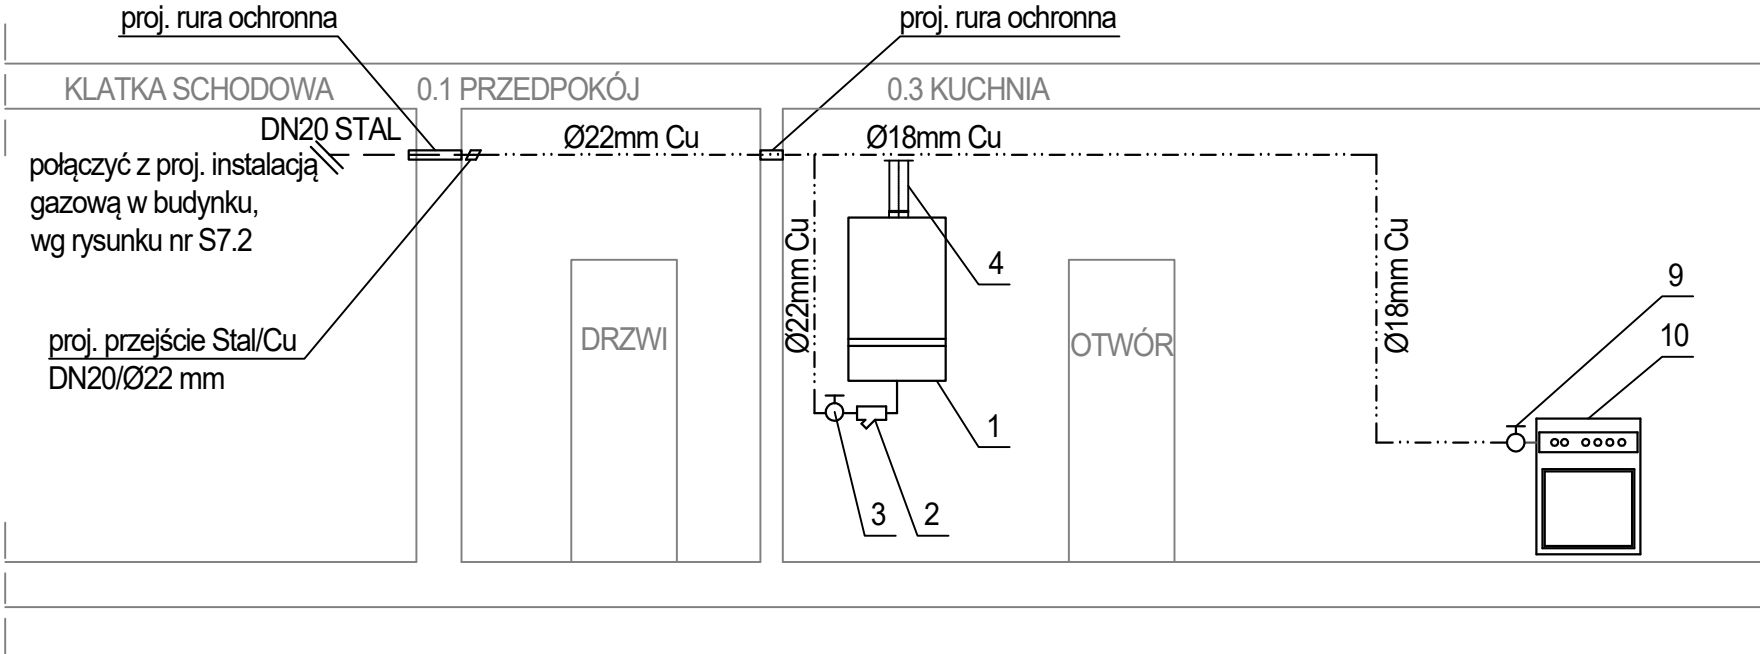 proj. rura ochronna
proj. rura ochronna
KLATKA SCHODOWA
0.1 PRZEDPOKÓJ
0.3 KUCHNIA
DN20 STAL
Ø22mm Cu
Ø18mm Cu
połączyć z proj. instalacją
gazową w budynku,
wg rysunku nr S7.2
Ø22mm Cu
4
Ø18mm Cu
9
proj. przejście Stal/Cu
DN20/Ø22 mm
DRZWI
OTWÓR
10
1
3
2